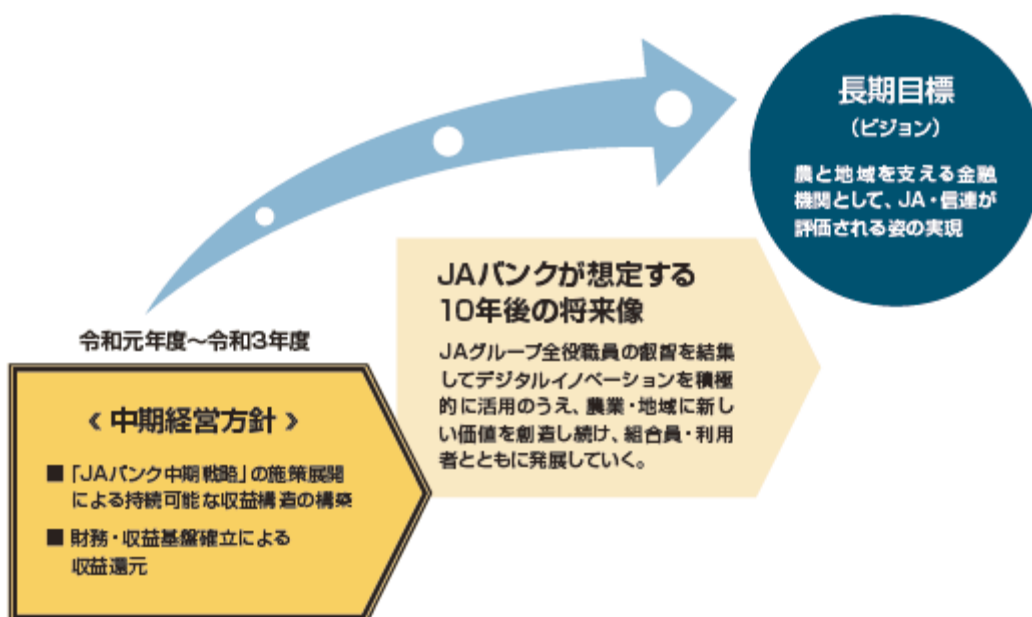 長期目標
（ビジョン）
農と地域を支える金融
機関として、JA・信連が
評価される姿の実現
JAバンクが想定する
10年後の将来像
JAグループ全役職員の叡智を結集
してデジタルイノベーションを積極
的に活用のうえ、農業・地域に新し
い価値を創造し続け、組合員・利用
者とともに発展していく。
令和元年度～令和3年度
《 中期経営方針 》
■ 「JAバンク中期戦略」の施策展開
による持続可能な収益構造の構築
■ 財務・収益基盤確立による
収益還元